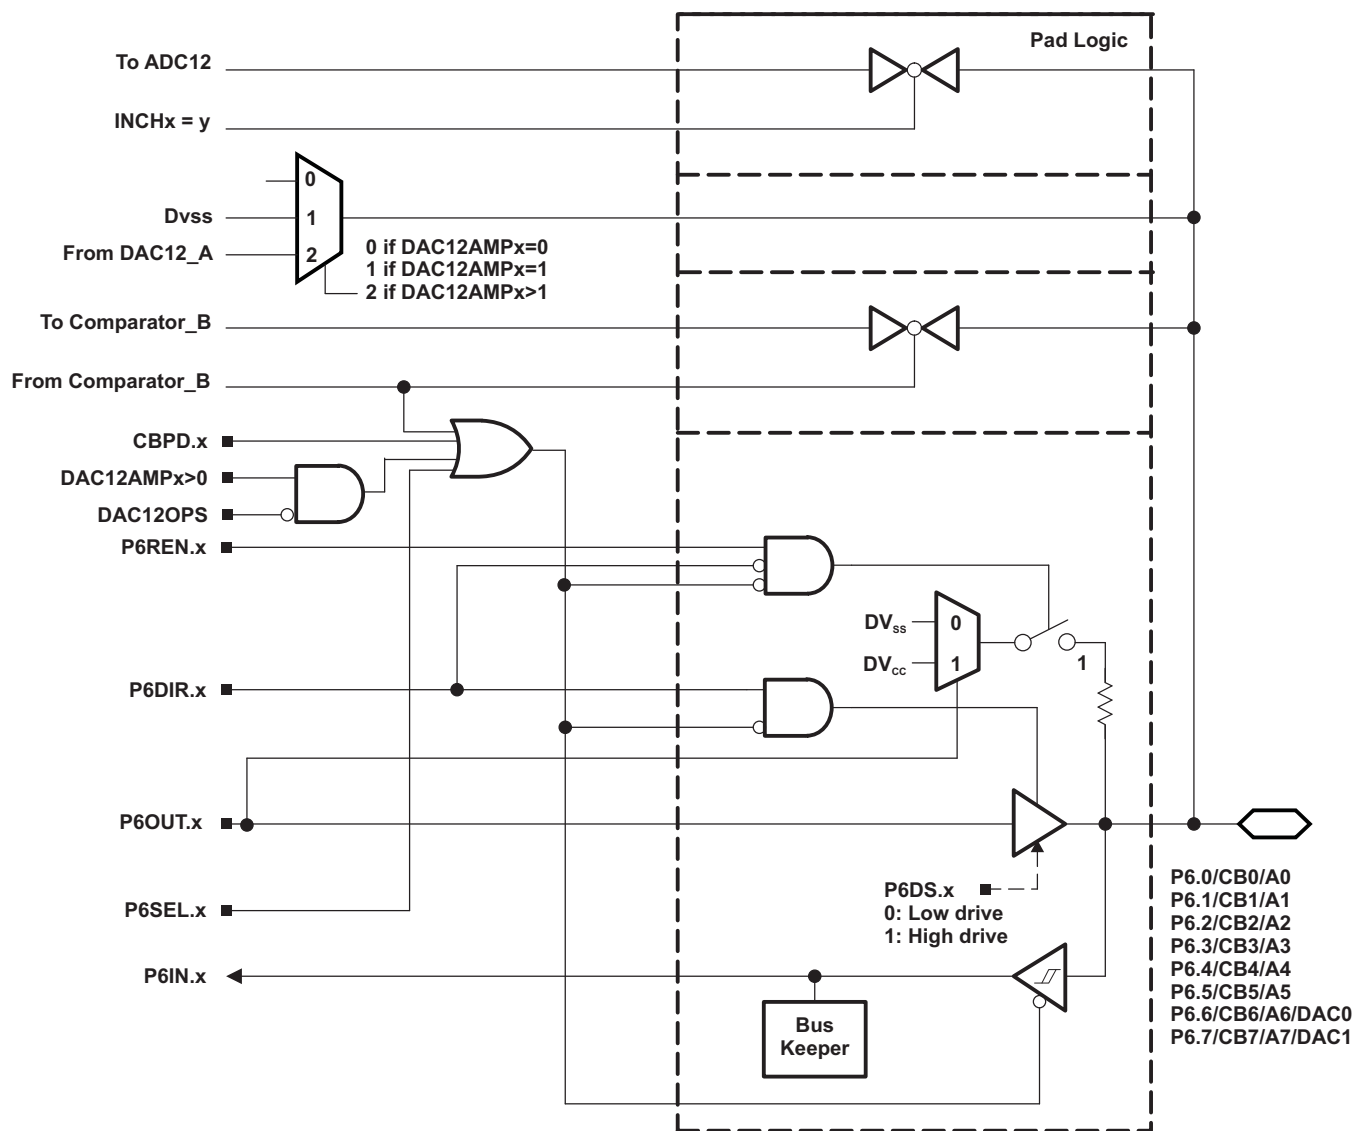 Pad Logic
To ADC12
INCHx = y
0
Dvss
1
From DAC12_A
2
0 if DAC12AMPx=0
1 if DAC12AMPx=1
2 if DAC12AMPx>1
To Comparator_B
From Comparator_B
CBPD.x
DAC12AMPx>0
DAC12OPS
P6REN.x
DVss
0
DVcc
1
1
P6DIR.x
P6OUT.x
P6SEL.x
P6DS.x
0: Low drive
1: High drive
P6IN.x
Bus
Keeper
P6.0/CB0/A0
P6.1/CB1/A1
P6.2/CB2/A2
P6.3/CB3/A3
P6.4/CB4/A4
P6.5/CB5/A5
P6.6/CB6/A6/DAC0
P6.7/CB7/A7/DAC1